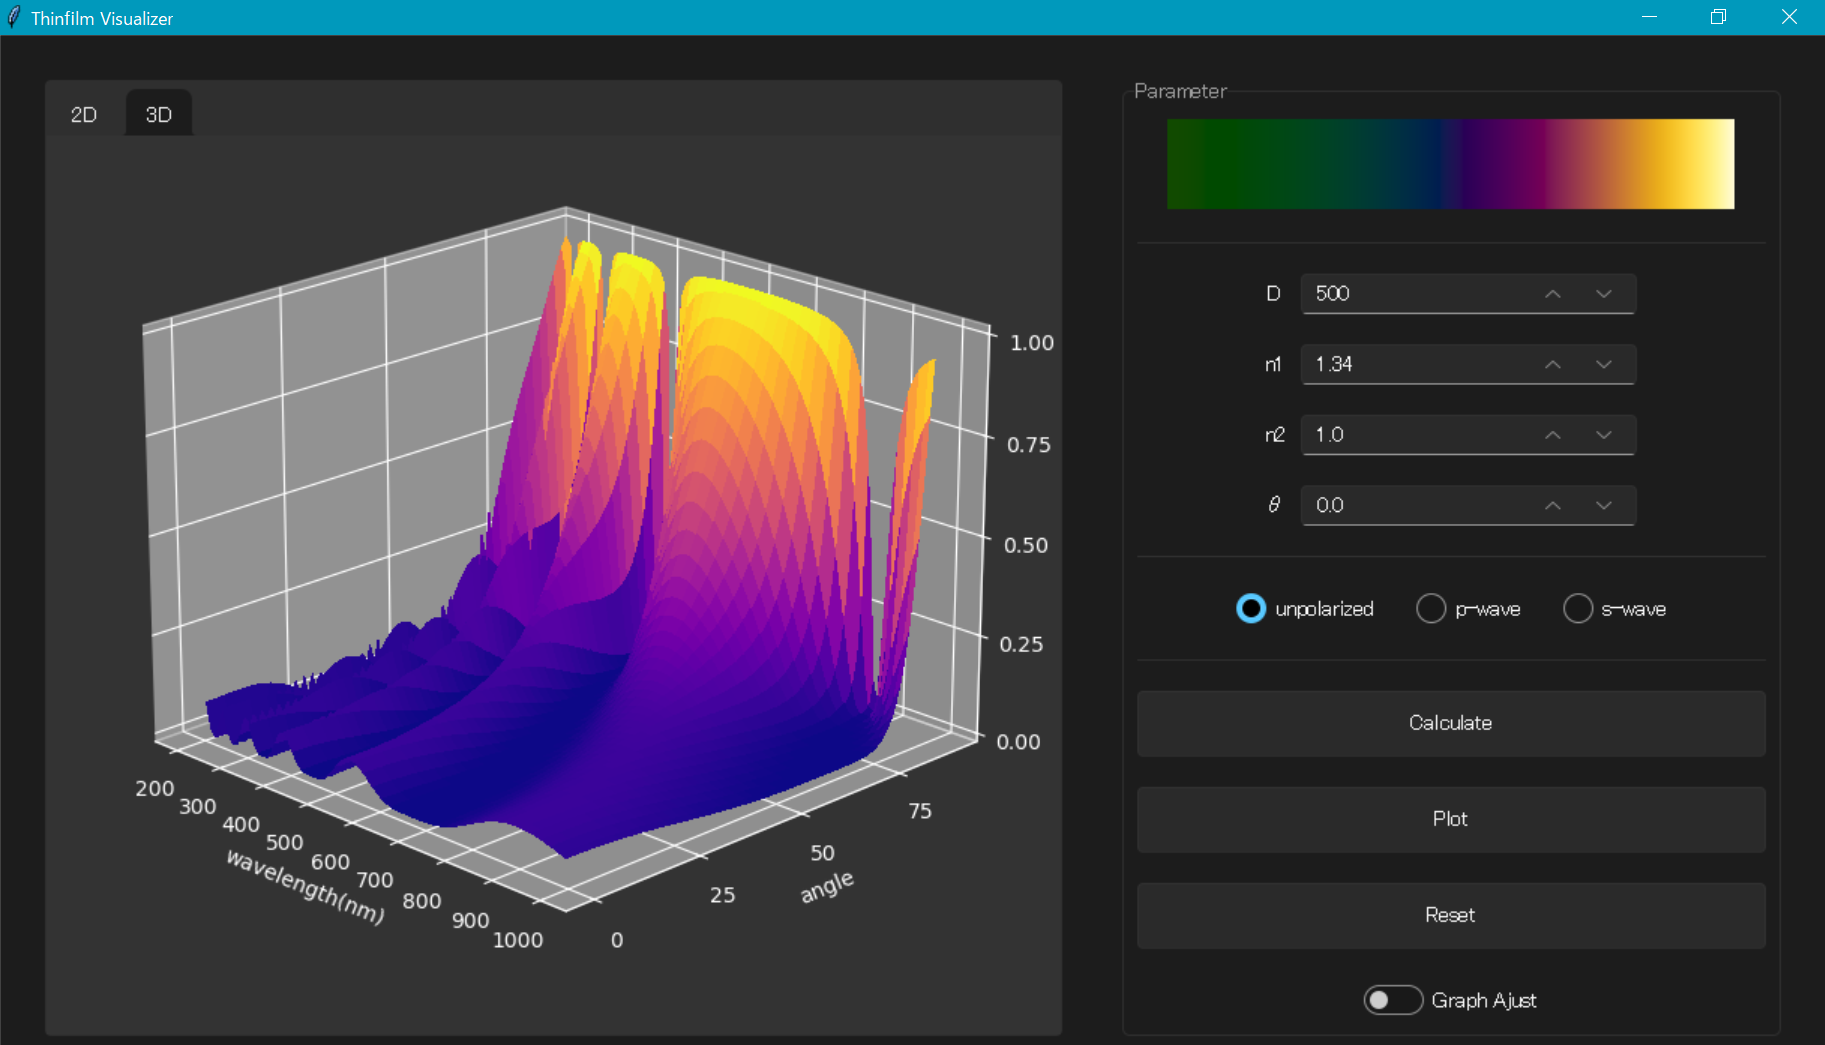 Thinfilm Visualizer
2D
3D
1.00
0.75
0.50
0.25
0.00
200
300
400
500
600
700
800
900
1000
wavelength(nm)
0
25
50
75
angle
Parameter
D 500
n1 1.34
n2 1.0
θ 0.0
unpolarized p-wave s-wave
Calculate
Plot
Reset
Graph Ajust